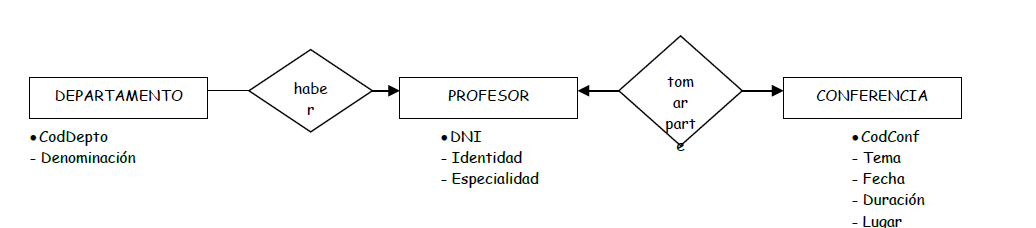 DEPARTAMENTO
habe
r
PROFESOR
tom
ar
part
e
CONFERENCIA
•CodDepto
- Denominación
•DNI
- Identidad
- Especialidad
•CodConf
- Tema
- Fecha
- Duración
- Lugar